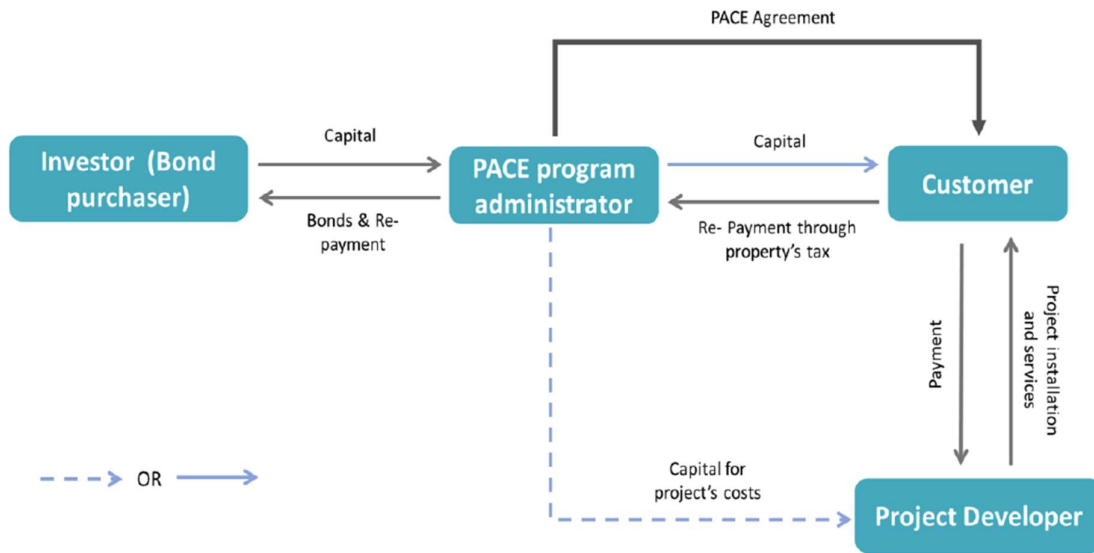 PACE Agreement
Investor (Bond
purchaser)
Capital
Bonds & Re-
payment
PACE program
administrator
Capital
Re- Payment through
property's tax
Customer
Payment
Project installation
and services
OR
Capital for
project's costs
Project Developer